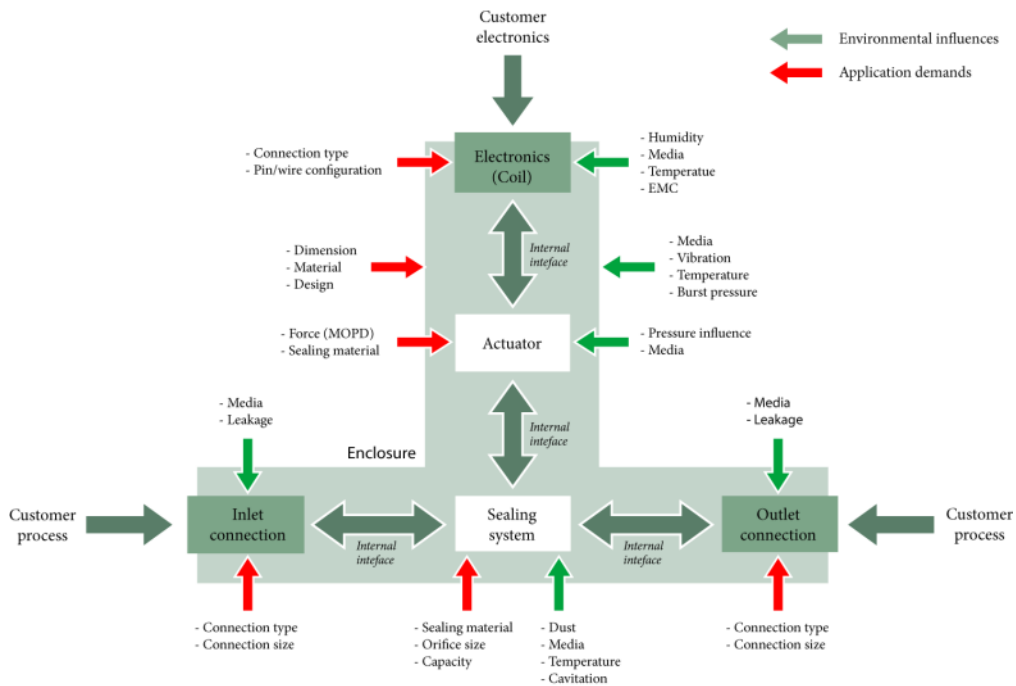 Customer
electronics
Environmental influences
Application demands
- Connection type
- Pin/wire configuration
Electronics
(Coil)
- Humidity
- Media
- Temperatue
- EMC
Internal
inteface
- Dimension
- Material
- Design
- Media
- Vibration
- Temperature
- Burst pressure
- Force (MOPD)
- Sealing material
Actuator
- Pressure influence
- Media
- Media
- Leakage
Internal
inteface
- Media
- Leakage
Enclosure
Customer
process
Inlet
connection
Internal
inteface
Sealing
system
Internal
inteface
Outlet
connection
Customer
process
- Connection type
- Connection size
- Sealing material
- Orifice size
- Capacity
- Dust
- Media
- Temperature
- Cavitation
- Connection type
- Connection size